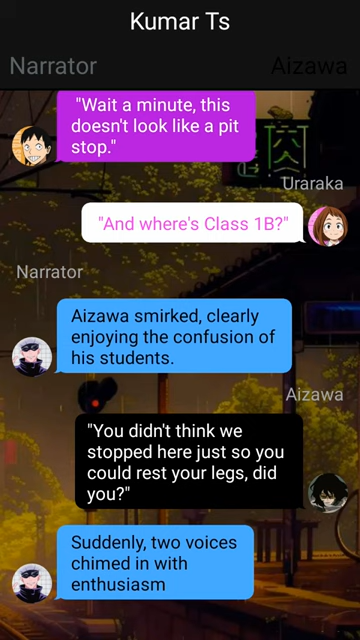 Kumar Ts
Narrator
Aizawa
"Wait a minute, this
doesn't look like a pit
stop."
Uraraka
"And where's Class 1B?"
Narrator
Aizawa smirked, clearly
enjoying the confusion of
his students.
Aizawa
"You didn't think we
stopped here just so you
could rest your legs, did
you?"
Suddenly, two voices
chimed in with
enthusiasm